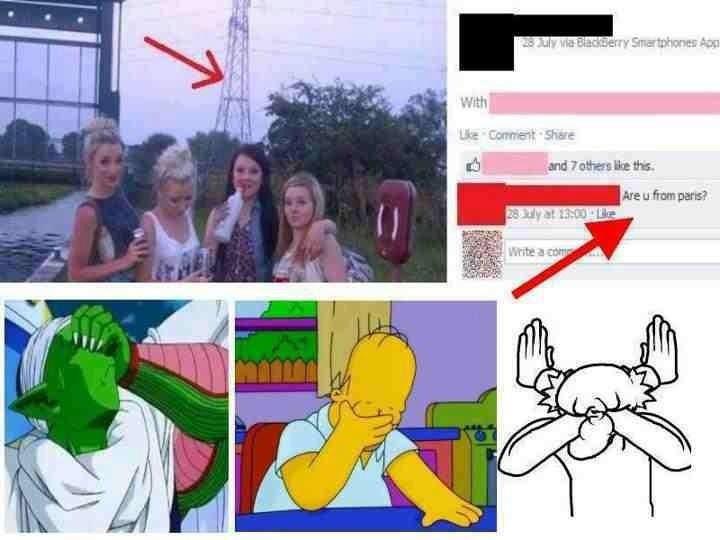 28 July via BlackBerry Smartphones App
With
Like · Comment · Share
and 7 others like this.
Are u from paris?
28 July at 13:00 · Like
Write a